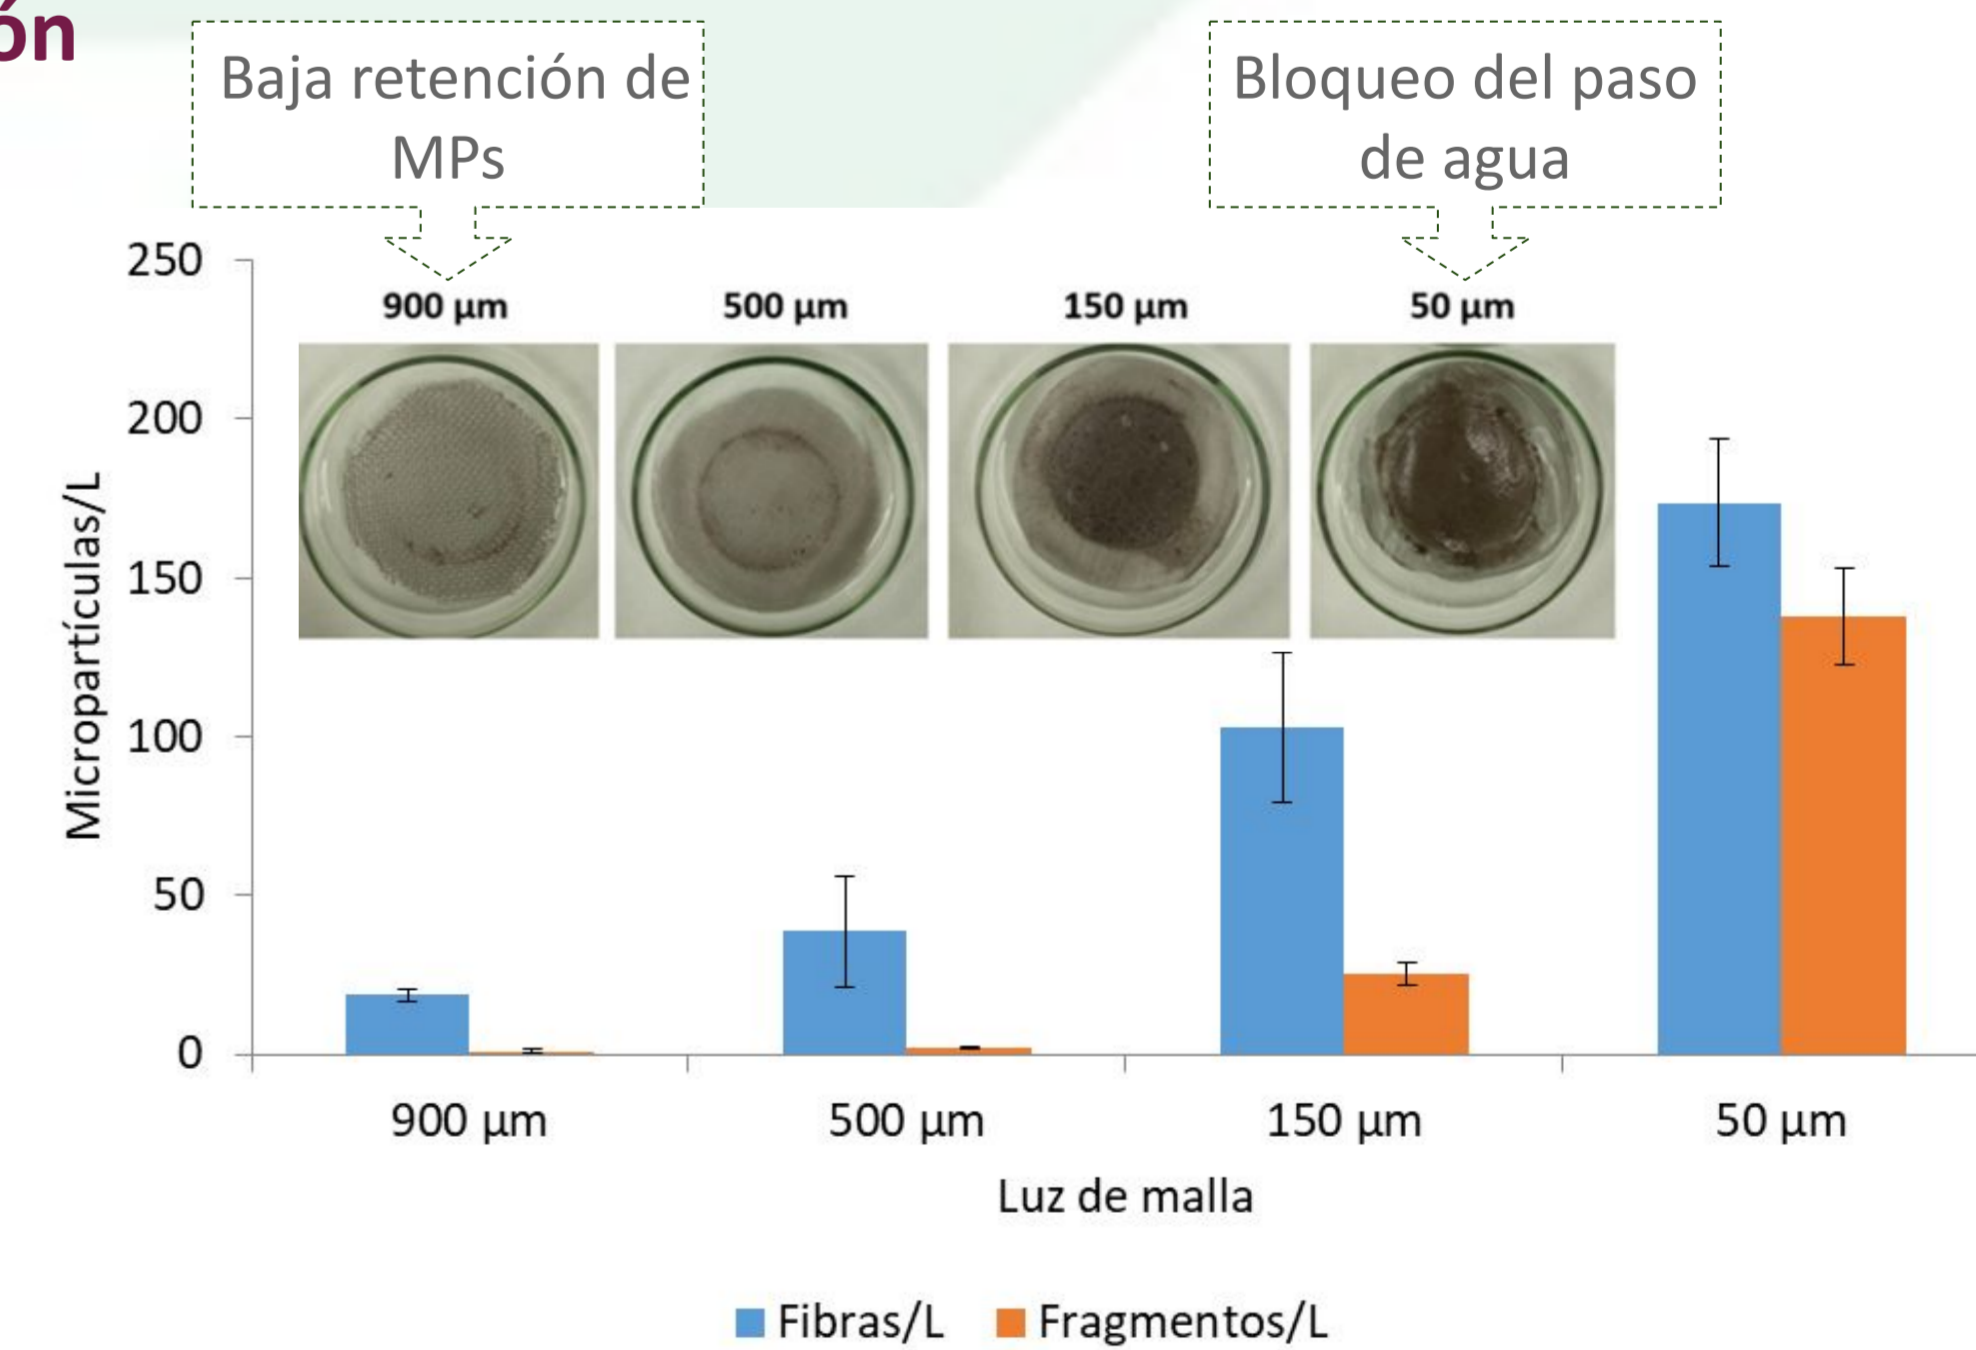 ón
Baja retención de
MPs
Bloqueo del paso
de agua
250
200
150
100
50
0
Micropartículas/L
900 µm
500 µm
150 µm
50 µm
900 µm
500 µm
150 µm
50 µm
Luz de malla
Fibras/L
Fragmentos/L